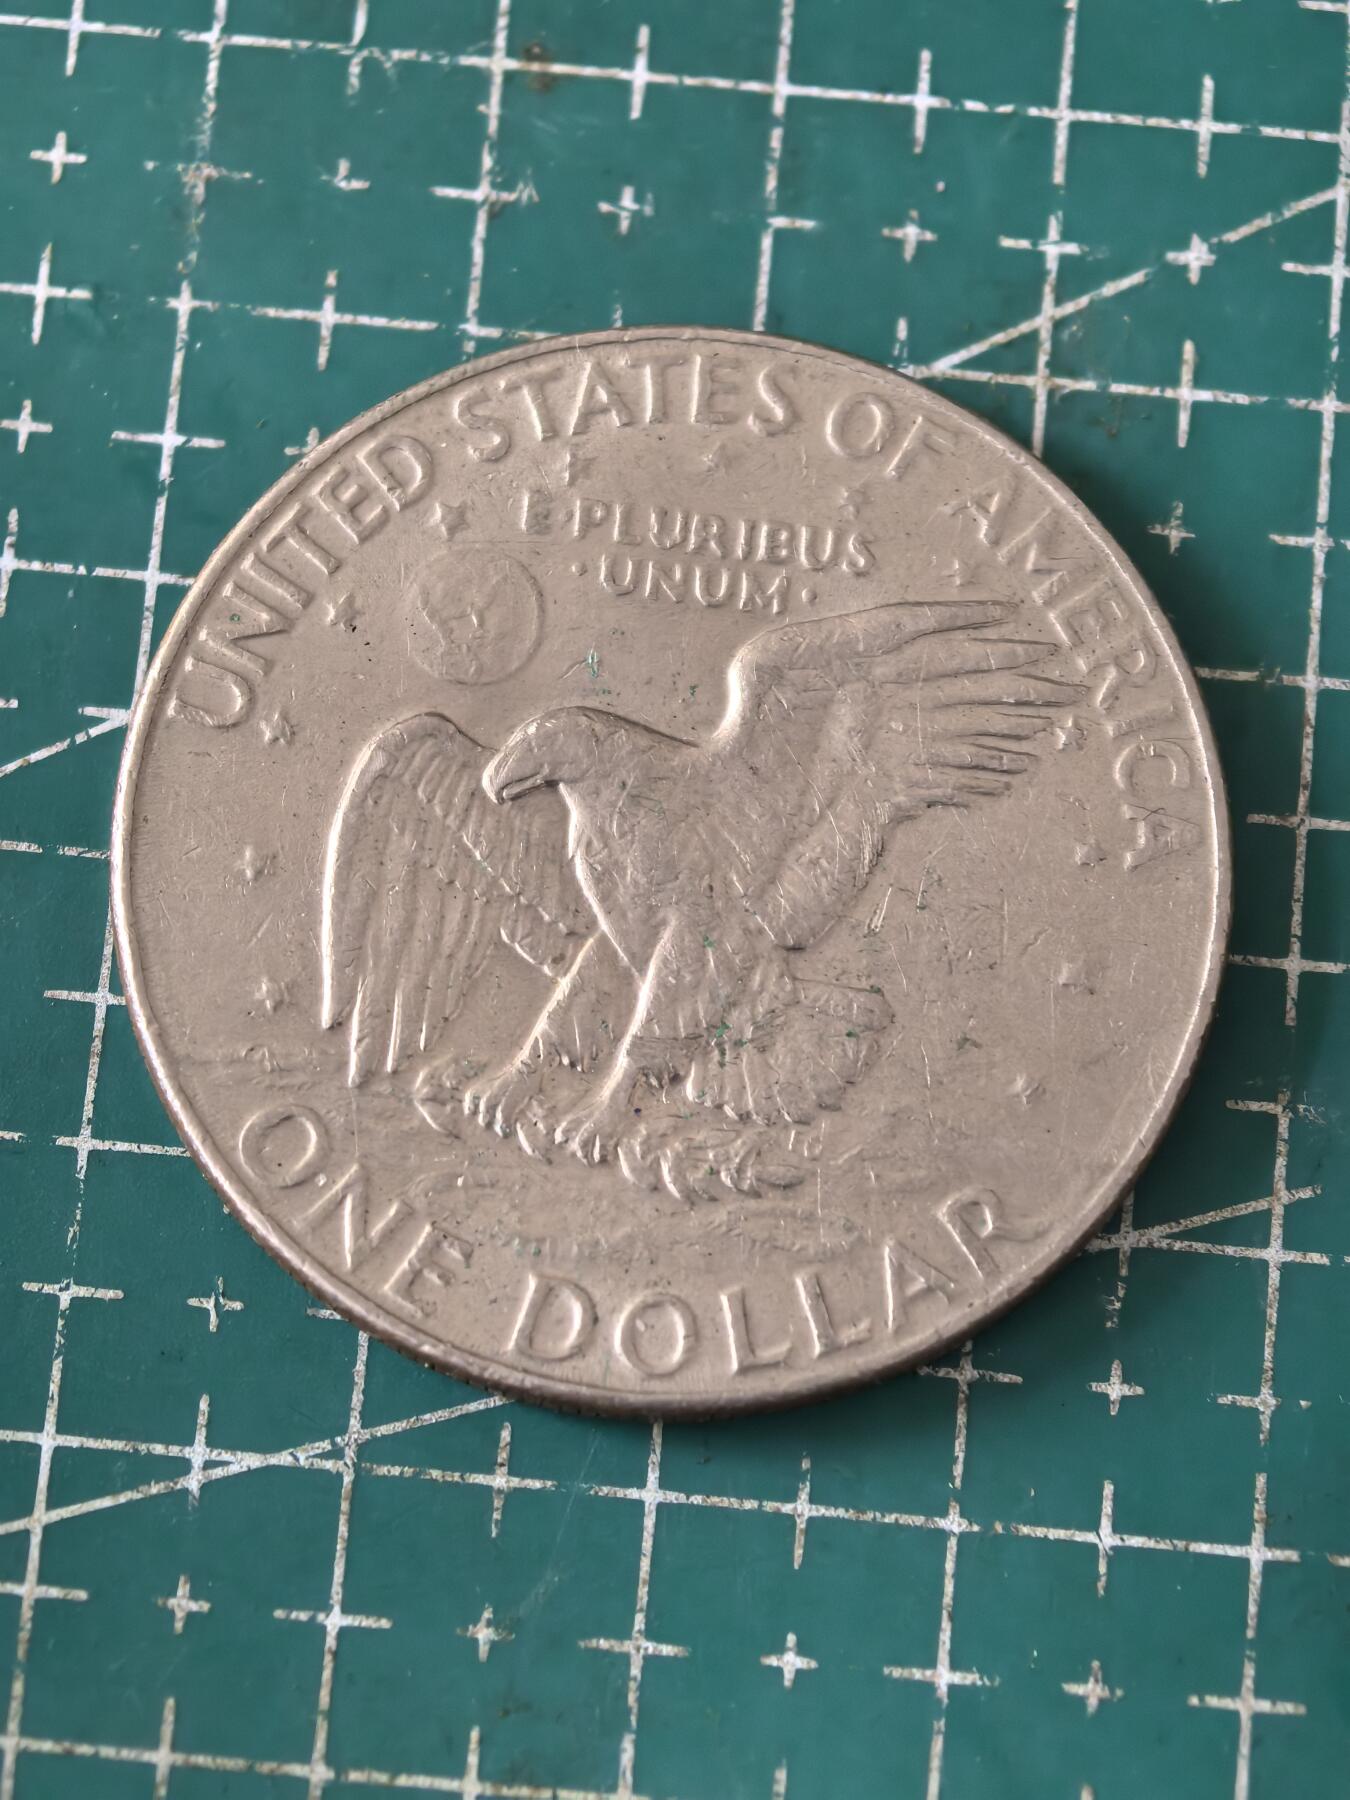 UNITED STATES OF AMERICA
E·PLURIBUS
·UNUM·
ONE DOLLAR